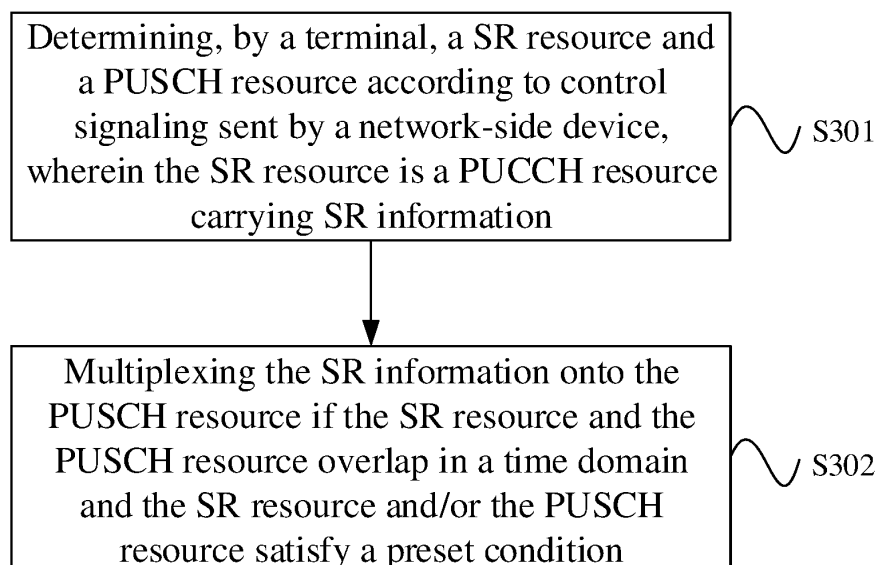 Determining, by a terminal, a SR resource and
a PUSCH resource according to control
signaling sent by a network-side device,
wherein the SR resource is a PUCCH resource
carrying SR information
S301
Multiplexing the SR information onto the
PUSCH resource if the SR resource and the
PUSCH resource overlap in a time domain
and the SR resource and/or the PUSCH
resource satisfy a preset condition
S302